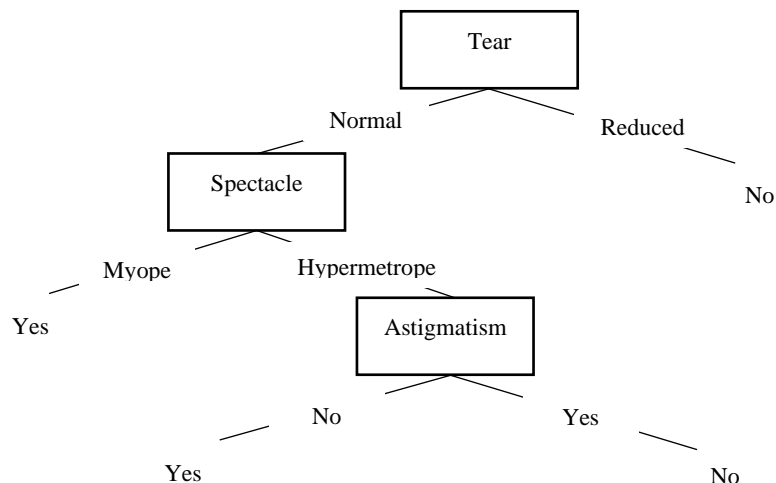 Tear
Normal
Reduced
Spectacle
No
Myope
Hypermetrope
Yes
Astigmatism
No
Yes
Yes
No